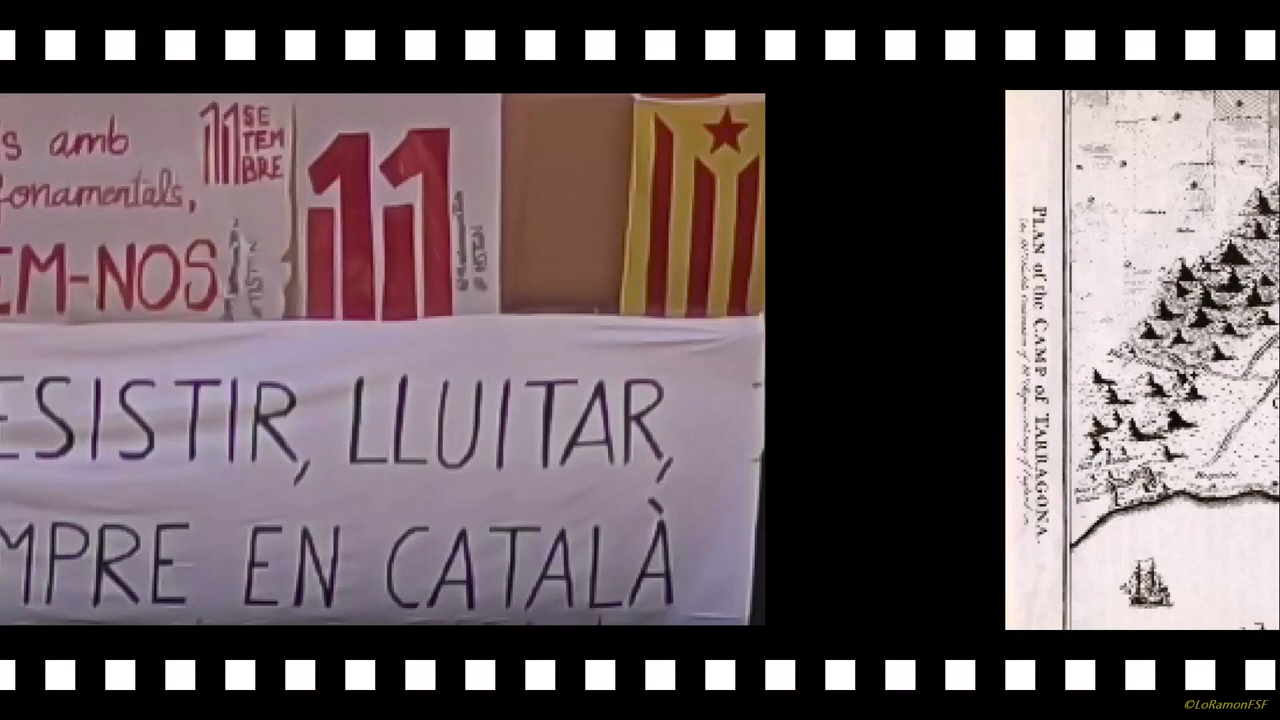 s amb
fonamentals,
EM-NOS
11 SE
TEM
BRE
11
ESISTIR, LLUITAR,
MPRE EN CATALÀ
PLAN of the CAMP of TARRAGONA.
©LoRamonFSF